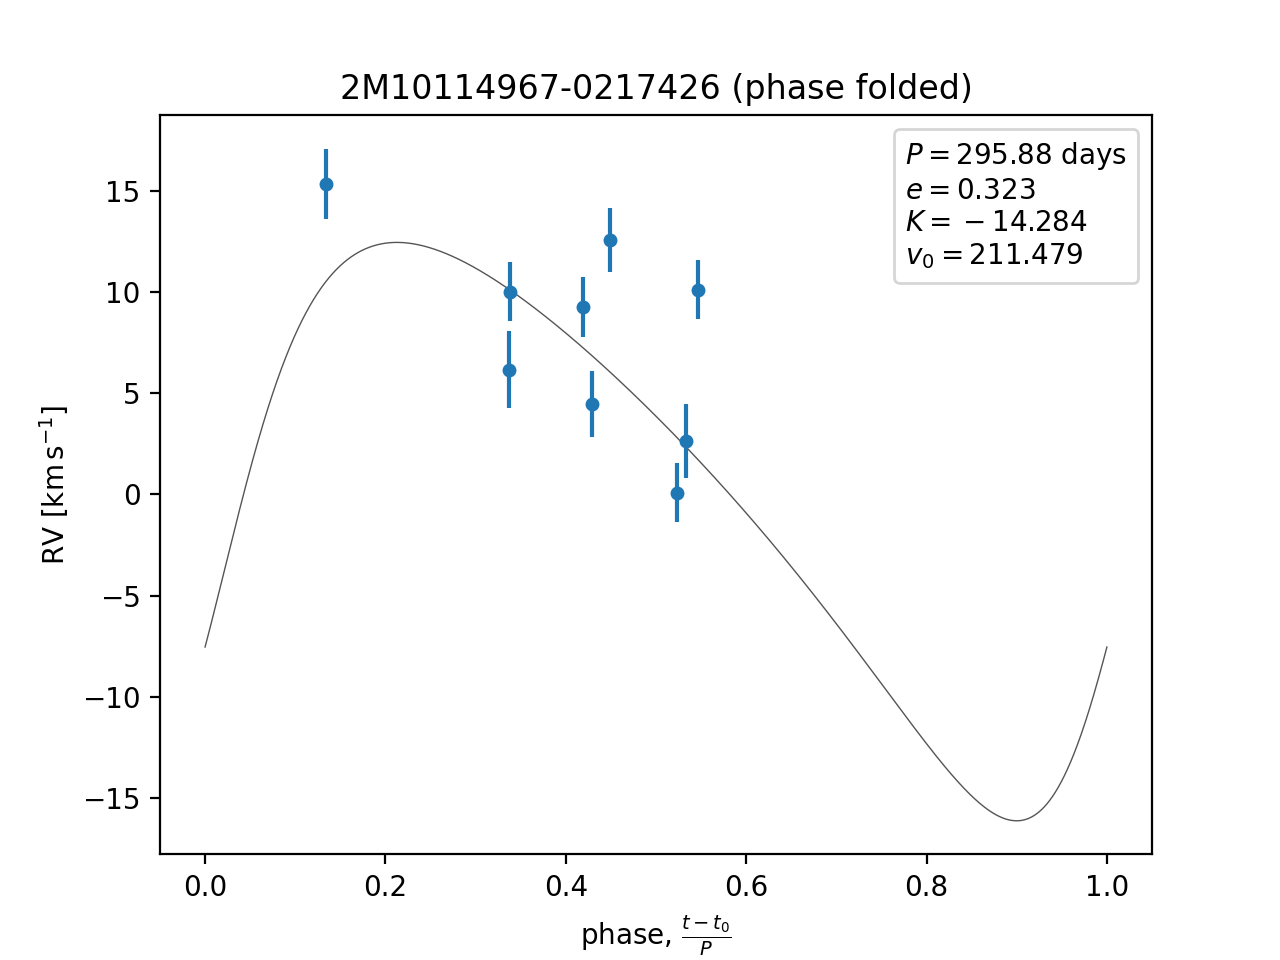 2M10114967-0217426 (phase folded)
P = 295.88 days
e = 0.323
K = −14.284
v₀ = 211.479
RV [km s⁻¹]
15
10
5
0
−5
−10
−15
0.0 0.2 0.4 0.6 0.8 1.0
phase, (t − t₀)/P